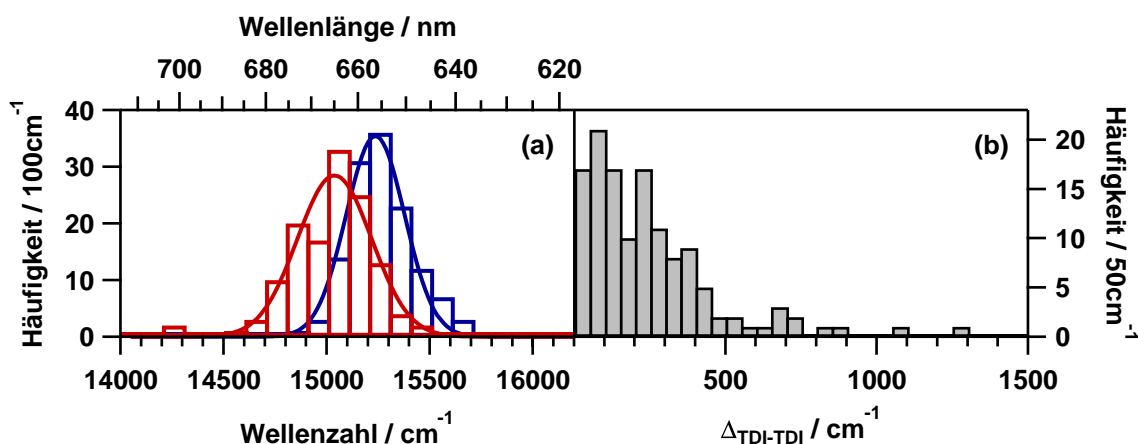 Wellenlänge / nm
700 680 660 640 620
Häufigkeit / 100cm⁻¹
40
30
20
10
0
(a)
14000 14500 15000 15500 16000
Wellenzahl / cm⁻¹
(b)
20
15
10
5
0
Häufigkeit / 50cm⁻¹
500 1000 1500
Δ_TDI-TDI / cm⁻¹